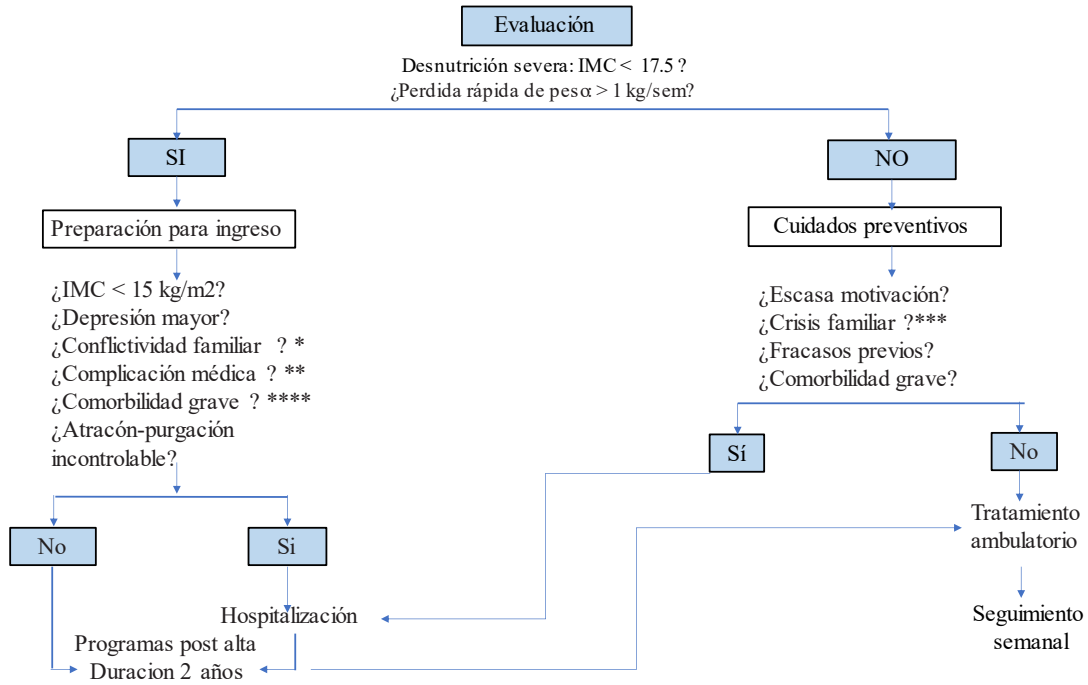 Evaluación
Desnutrición severa: IMC < 17.5 ?
¿Perdida rápida de pesα > 1 kg/sem?
SI
NO
Preparación para ingreso
Cuidados preventivos
¿IMC < 15 kg/m2?
¿Depresión mayor?
¿Conflictividad familiar ? *
¿Complicación médica ? **
¿Comorbilidad grave ? ****
¿Atracón-purgación
incontrolable?
¿Escasa motivación?
¿Crisis familiar ?***
¿Fracasos previos?
¿Comorbilidad grave?
Sí
No
No
Si
Tratamiento
ambulatorio
Hospitalización
Seguimiento
semanal
Programas post alta
Duracion 2 años